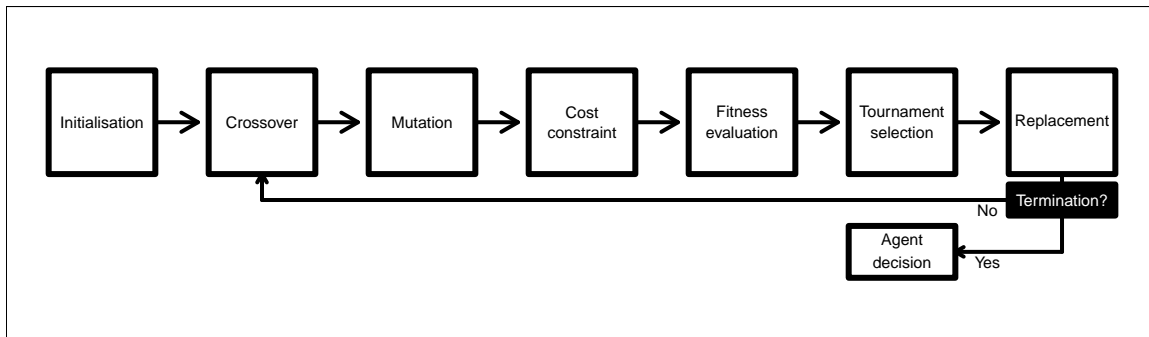 Initialisation
Crossover
Mutation
Cost
constraint
Fitness
evaluation
Tournament
selection
Replacement
Termination?
No
Agent
decision
Yes